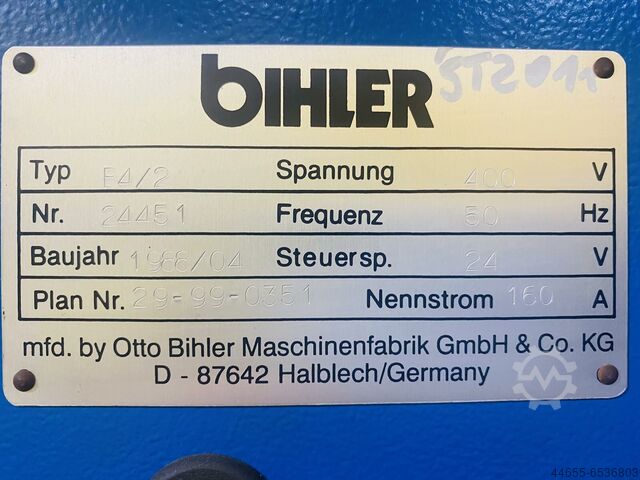 BIHLER
ST2011
Typ E4/2 Spannung 400 V
Nr. 24451 Frequenz 50 Hz
Baujahr 1988/04 Steuersp. 24 V
Plan Nr. 29-99-0351 Nennstrom 160 A
mfd. by Otto Bihler Maschinenfabrik GmbH & Co. KG
D - 87642 Halblech/Germany
44655-6536803